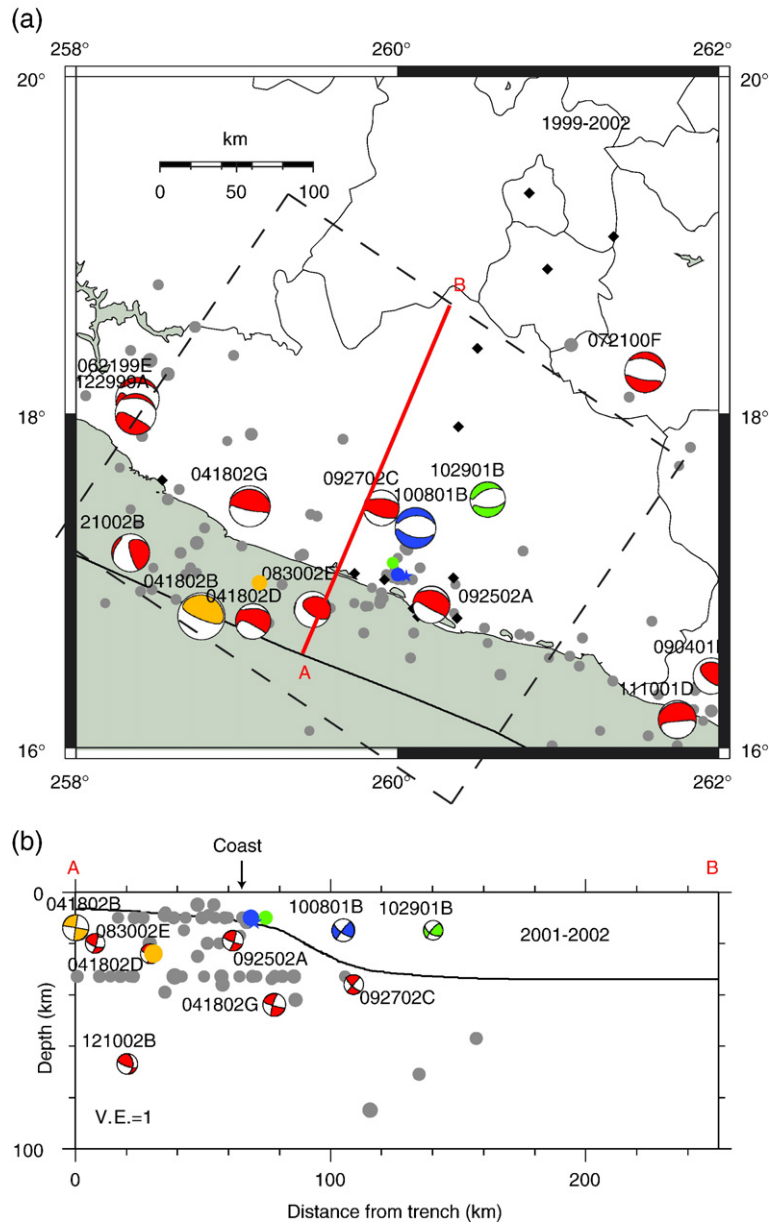 (a)
258° 260° 262°
20° 20°
1999-2002
km
0 50 100
B
072100F
062199E
122999A
18° 18°
041802G 092702C 102901B
100801B
21002B
083002E
041802B
041802D 092502A
A
090401
111001D
16° 16°
258° 260° 262°
(b)
Coast
A B
0
041802B 100801B 102901B
083002E 2001-2002
041802D 092502A
041802G 092702C
121002B
Depth (km)
V.E.=1
100
0 100 200
Distance from trench (km)